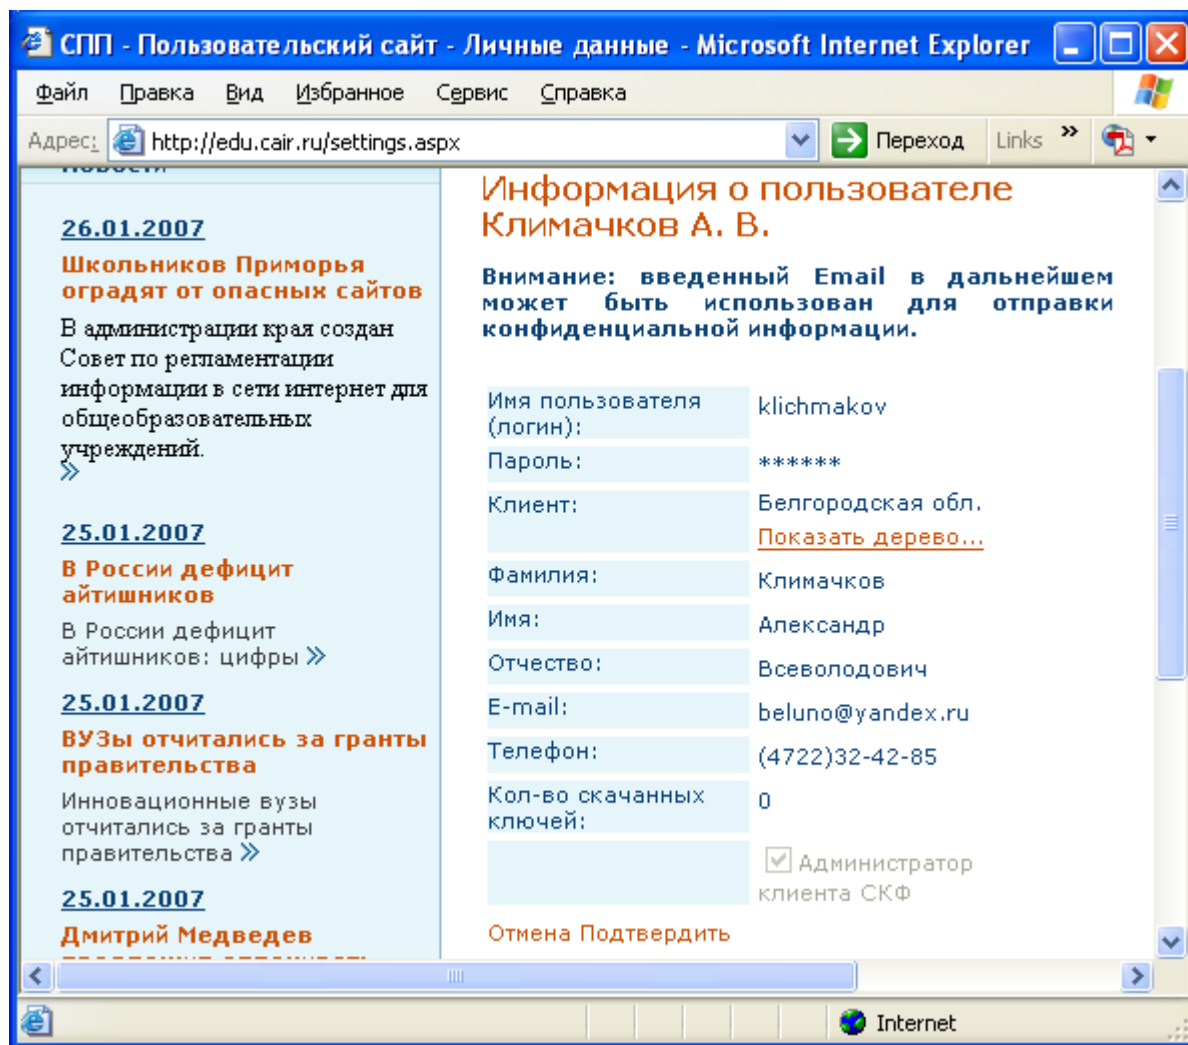 СПП - Пользовательский сайт - Личные данные - Microsoft Internet Explorer
Файл Правка Вид Избранное Сервис Справка
Адрес: http://edu.cair.ru/settings.aspx Переход Links »
Новости
26.01.2007
Школьников Приморья
оградят от опасных сайтов
В администрации края создан
Совет по регламентации
информации в сети интернет для
общеобразовательных
учреждений.
»
25.01.2007
В России дефицит
айтишников
В России дефицит
айтишников: цифры »
25.01.2007
ВУЗы отчитались за гранты
правительства
Инновационные вузы
отчитались за гранты
правительства »
25.01.2007
Дмитрий Медведев
Информация о пользователе
Климачков А. В.
Внимание: введенный Email в дальнейшем
может быть использован для отправки
конфиденциальной информации.
Имя пользователя
(логин):
klichmakov
Пароль: ******
Клиент: Белгородская обл.
Показать дерево...
Фамилия: Климачков
Имя: Александр
Отчество: Всеволодович
E-mail: beluno@yandex.ru
Телефон: (4722)32-42-85
Кол-во скачанных
ключей:
0
Администратор
клиента СКФ
Отмена Подтвердить
Internet